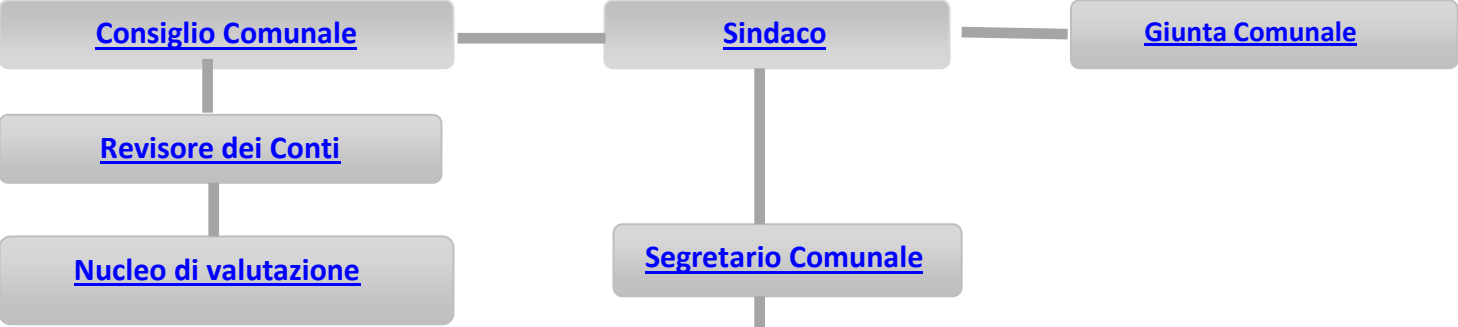 Consiglio Comunale
Sindaco
Giunta Comunale
Revisore dei Conti
Nucleo di valutazione
Segretario Comunale